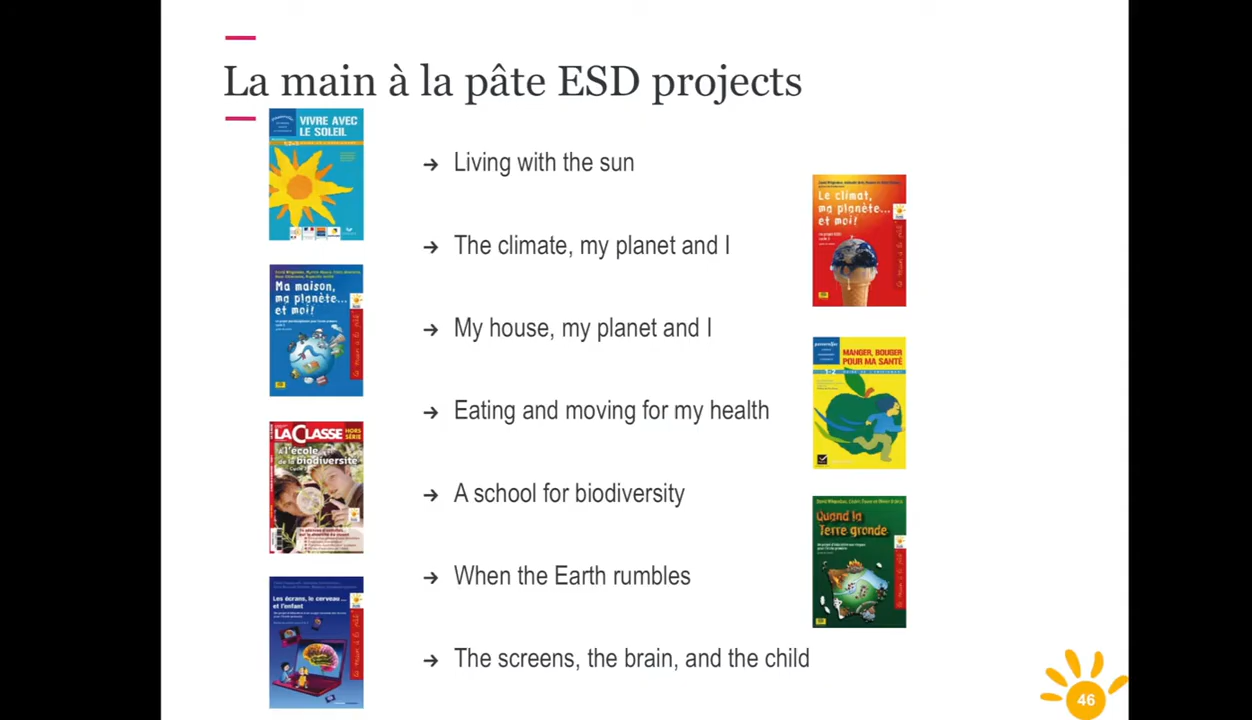 La main à la pâte ESD projects
VIVRE AVEC
LE SOLEIL
→ Living with the sun
Le climat,
ma planète...
et moi!
→ The climate, my planet and I
Ma maison,
ma planète...
et moi!
→ My house, my planet and I
MANGER, BOUGER
POUR MA SANTÉ
→ Eating and moving for my health
LA CLASSE
HORS
SÉRIE
à l'école
de la biodiversité
→ A school for biodiversity
Quand la
Terre gronde
→ When the Earth rumbles
Les écrans, le cerveau...
et l'enfant
→ The screens, the brain, and the child
46